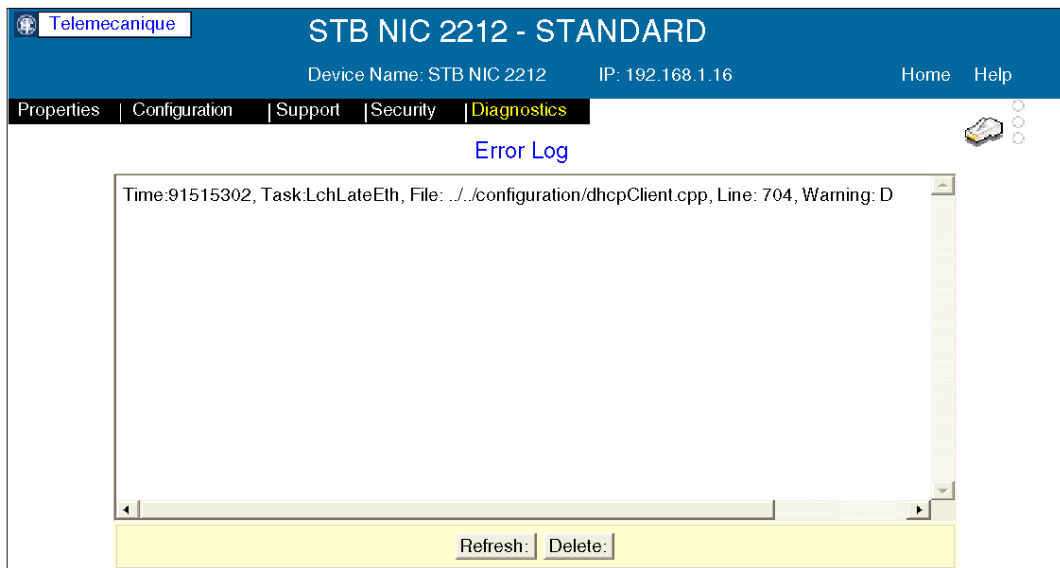 Telemecanique
STB NIC 2212 - STANDARD
Device Name: STB NIC 2212 IP: 192.168.1.16 Home Help
Properties | Configuration | Support | Security | Diagnostics
Error Log
Time:91515302, Task:LchLateEth, File: ../../configuration/dhcpClient.cpp, Line: 704, Warning: D
Refresh: Delete: